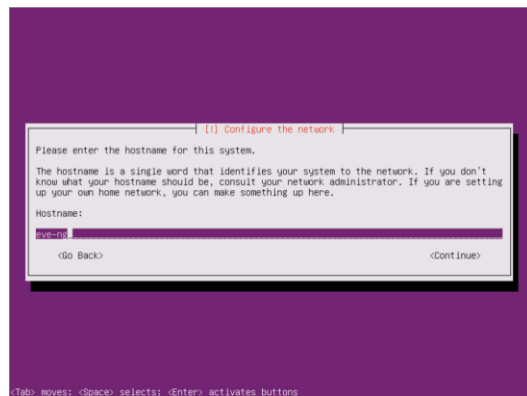 [!] Configure the network
Please enter the hostname for this system.
The hostname is a single word that identifies your system to the network. If you don't
know what your hostname should be, consult your network administrator. If you are setting
up your own home network, you can make something up here.
Hostname:
eve-ng
<Go Back> <Continue>
<Tab> moves; <Space> selects; <Enter> activates buttons